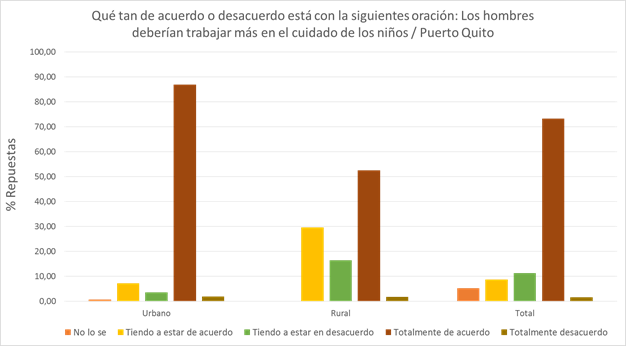 Qué tan de acuerdo o desacuerdo está con la siguientes oración: Los hombres
deberían trabajar más en el cuidado de los niños / Puerto Quito
100,00
90,00
80,00
70,00
60,00
50,00
40,00
30,00
20,00
10,00
0,00
% Repuestas
Urbano Rural Total
No lo se Tiendo a estar de acuerdo Tiendo a estar en desacuerdo Totalmente de acuerdo Totalmente desacuerdo